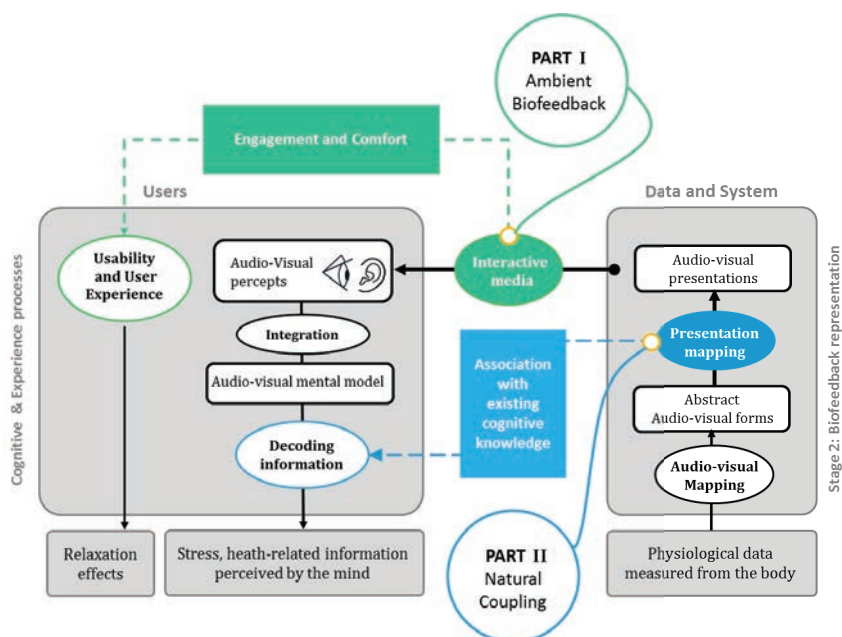 PART I
Ambient
Biofeedback
Engagement and Comfort
Users
Data and System
Cognitive & Experience processes
Usability
and User
Experience
Audio-Visual
percepts
Interactive
media
Audio-visual
presentations
Integration
Presentation
mapping
Audio-visual mental model
Association
with
existing
cognitive
knowledge
Abstract
Audio-visual forms
Decoding
information
Audio-visual
Mapping
Stage 2: Biofeedback representation
Relaxation
effects
Stress, heath-related information
perceived by the mind
PART II
Natural
Coupling
Physiological data
measured from the body